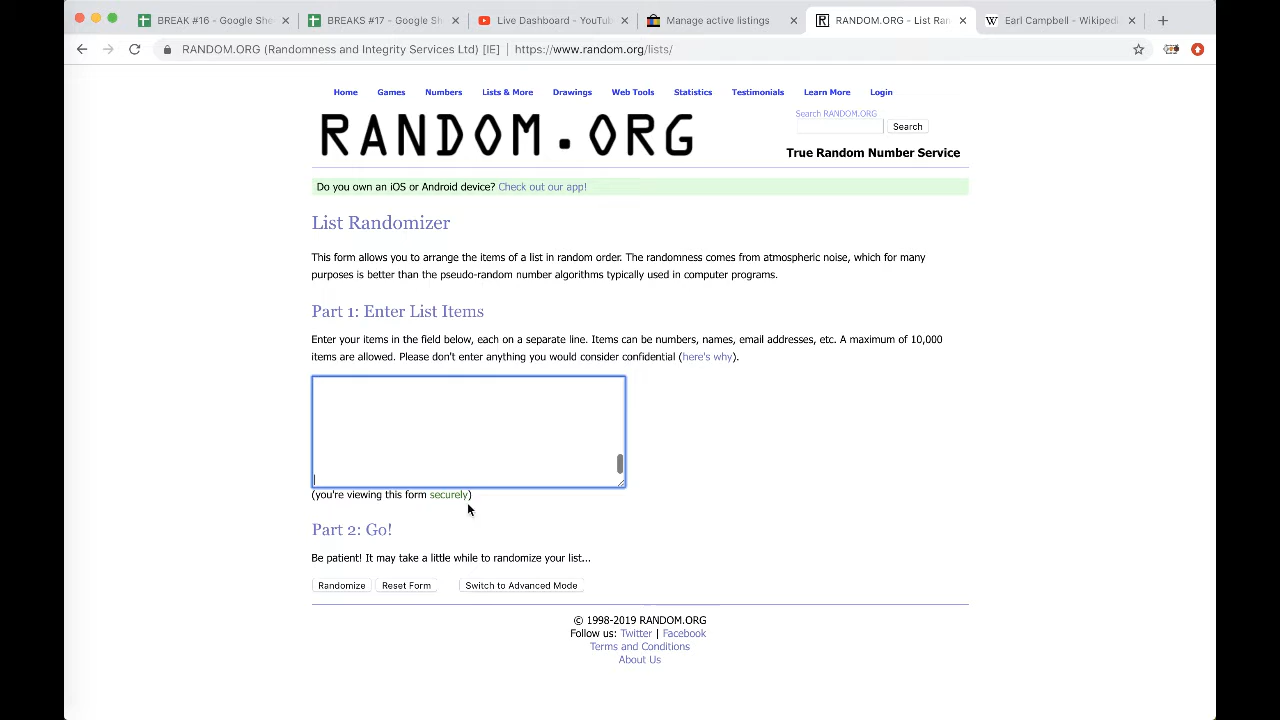 BREAK #16 - Google She
BREAKS #17 - Google Sh
Live Dashboard - YouTub
Manage active listings
RANDOM.ORG - List Ran
Earl Campbell - Wikipedi
RANDOM.ORG (Randomness and Integrity Services Ltd) [IE] | https://www.random.org/lists/
Home Games Numbers Lists & More Drawings Web Tools Statistics Testimonials Learn More Login
RANDOM.ORG
Search RANDOM.ORG
Search
True Random Number Service
Do you own an iOS or Android device? Check out our app!
List Randomizer
This form allows you to arrange the items of a list in random order. The randomness comes from atmospheric noise, which for many
purposes is better than the pseudo-random number algorithms typically used in computer programs.
Part 1: Enter List Items
Enter your items in the field below, each on a separate line. Items can be numbers, names, email addresses, etc. A maximum of 10,000
items are allowed. Please don't enter anything you would consider confidential (here's why).
(you're viewing this form securely)
Part 2: Go!
Be patient! It may take a little while to randomize your list...
Randomize Reset Form Switch to Advanced Mode
© 1998-2019 RANDOM.ORG
Follow us: Twitter | Facebook
Terms and Conditions
About Us